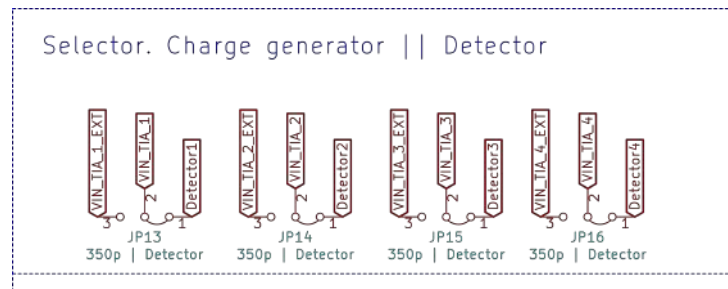 Selector. Charge generator || Detector
VIN_TIA_1_EXT
VIN_TIA_1
Detector1
3
2
1
JP13
350p | Detector
VIN_TIA_2_EXT
VIN_TIA_2
Detector2
3
2
1
JP14
350p | Detector
VIN_TIA_3_EXT
VIN_TIA_3
Detector3
3
2
1
JP15
350p | Detector
VIN_TIA_4_EXT
VIN_TIA_4
Detector4
3
2
1
JP16
350p | Detector